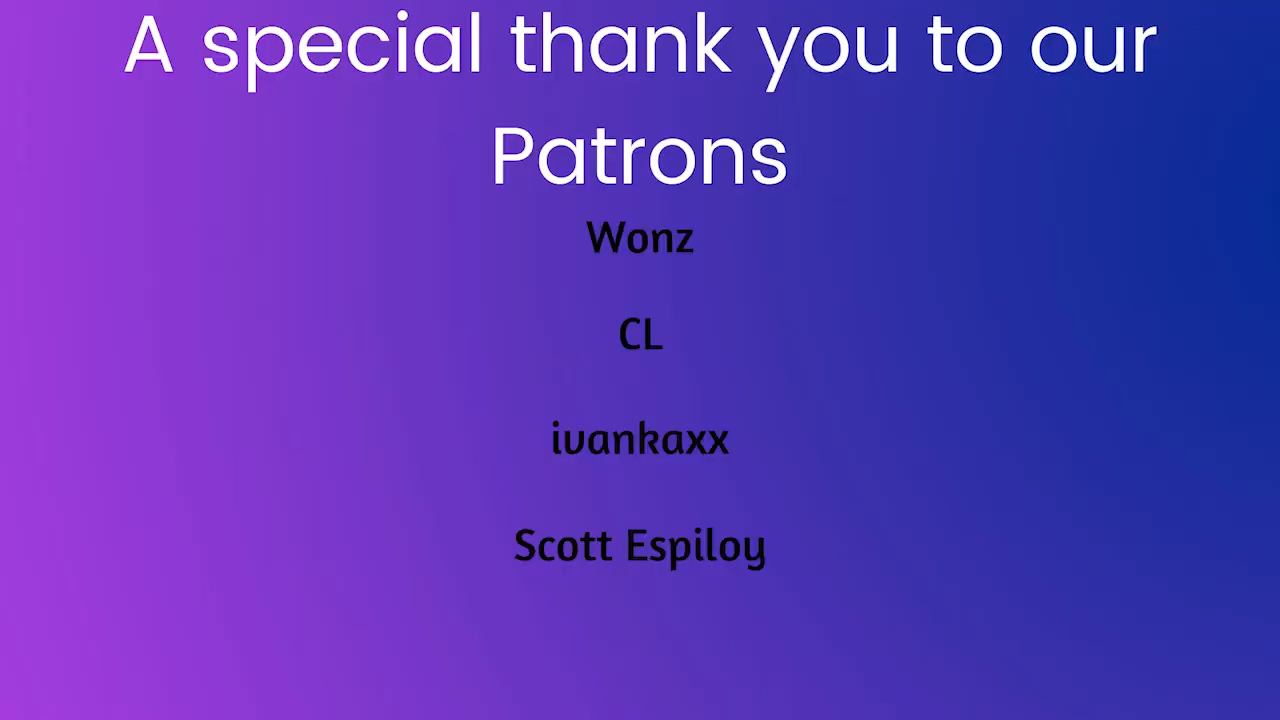 A special thank you to our
Patrons
Wonz
CL
ivankaxx
Scott Espiloy